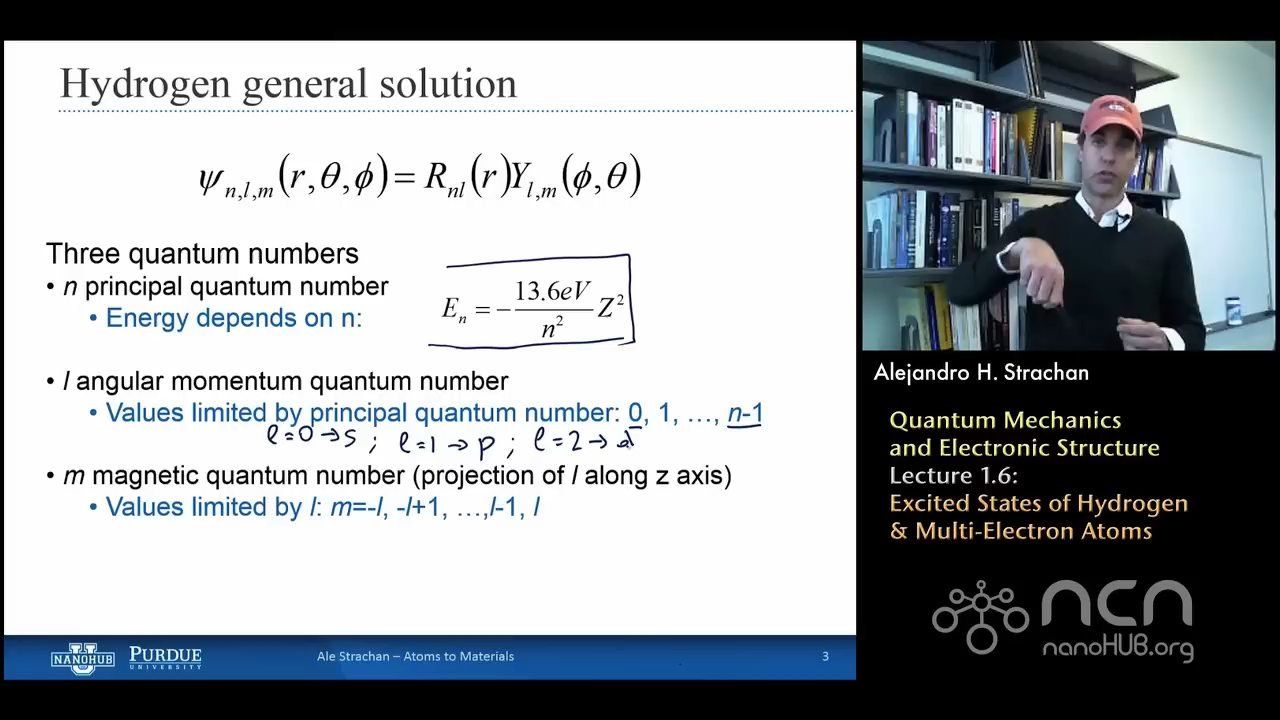 Hydrogen general solution
ψn,l,m(r,θ,ϕ)=Rnl(r)Yl,m(ϕ,θ)
Three quantum numbers
• n principal quantum number
• Energy depends on n:
En = −13.6eV/n² Z²
• l angular momentum quantum number
• Values limited by principal quantum number: 0, 1, …, n-1
l=0→s ; l=1→p ; l=2→d
• m magnetic quantum number (projection of l along z axis)
• Values limited by l: m=-l, -l+1, …,l-1, l
NANOHUB
PURDUE
UNIVERSITY
Ale Strachan – Atoms to Materials
3
Alejandro H. Strachan
Quantum Mechanics
and Electronic Structure
Lecture 1.6:
Excited States of Hydrogen
& Multi-Electron Atoms
ncn
nanoHUB.org